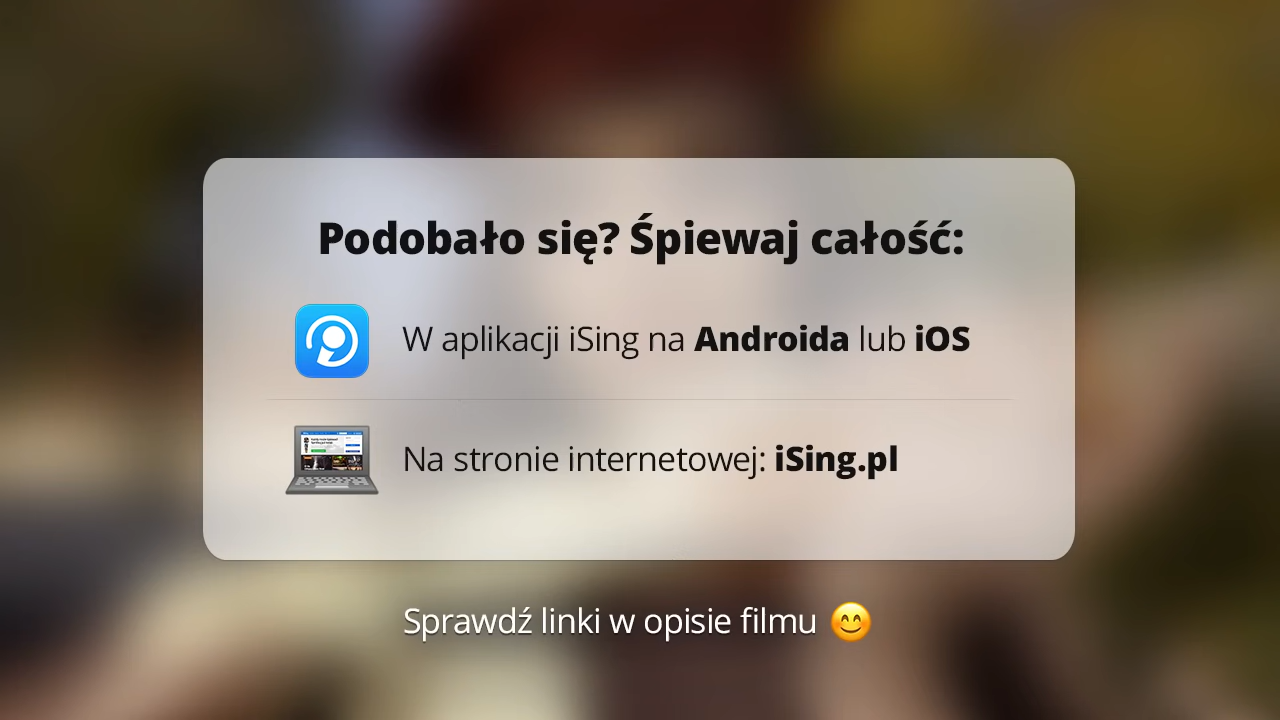 Podobało się? Śpiewaj całość:
W aplikacji iSing na Androida lub iOS
Na stronie internetowej: iSing.pl
Sprawdź linki w opisie filmu 😊